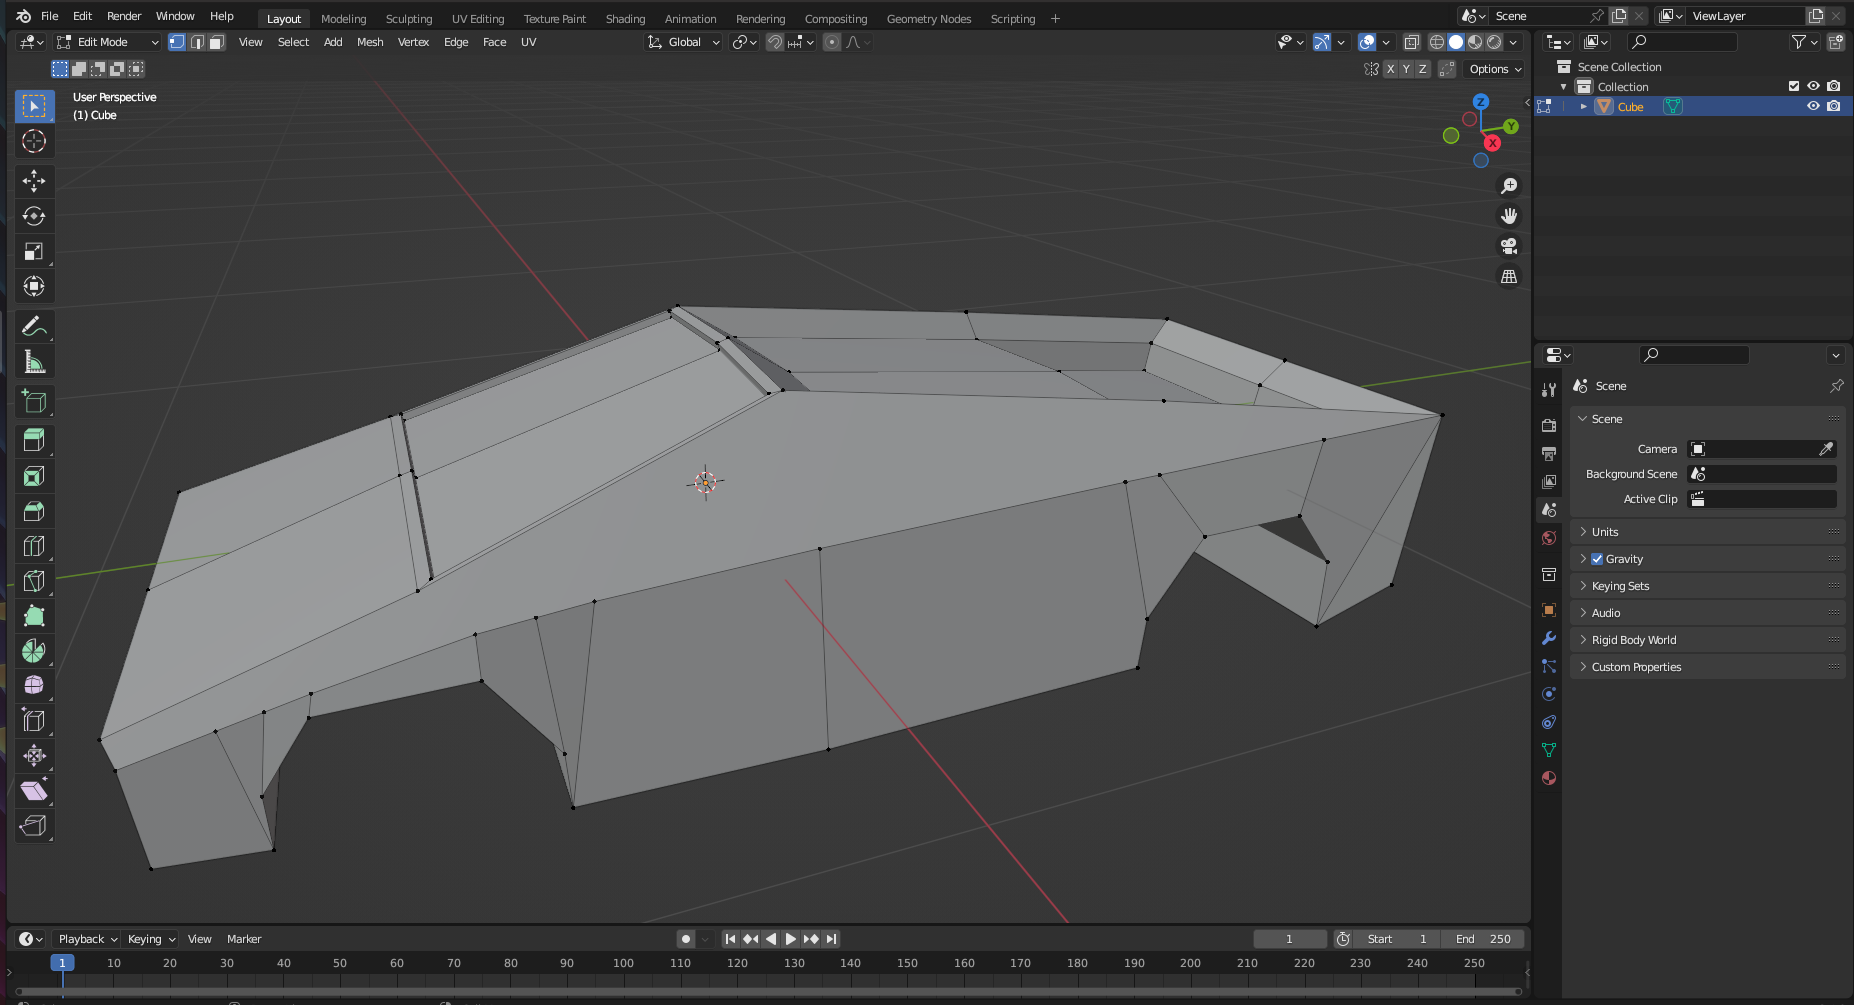 File Edit Render Window Help Layout Modeling Sculpting UV Editing Texture Paint Shading Animation Rendering Compositing Geometry Nodes Scripting + Scene ViewLayer
Edit Mode View Select Add Mesh Vertex Edge Face UV Global
X Y Z Options
User Perspective
(1) Cube
Z
Y
X
Scene Collection
Collection
Cube
Scene
Scene
Camera
Background Scene
Active Clip
Units
Gravity
Keying Sets
Audio
Rigid Body World
Custom Properties
Playback Keying View Marker 1 Start 1 End 250
1 10 20 30 40 50 60 70 80 90 100 110 120 130 140 150 160 170 180 190 200 210 220 230 240 250